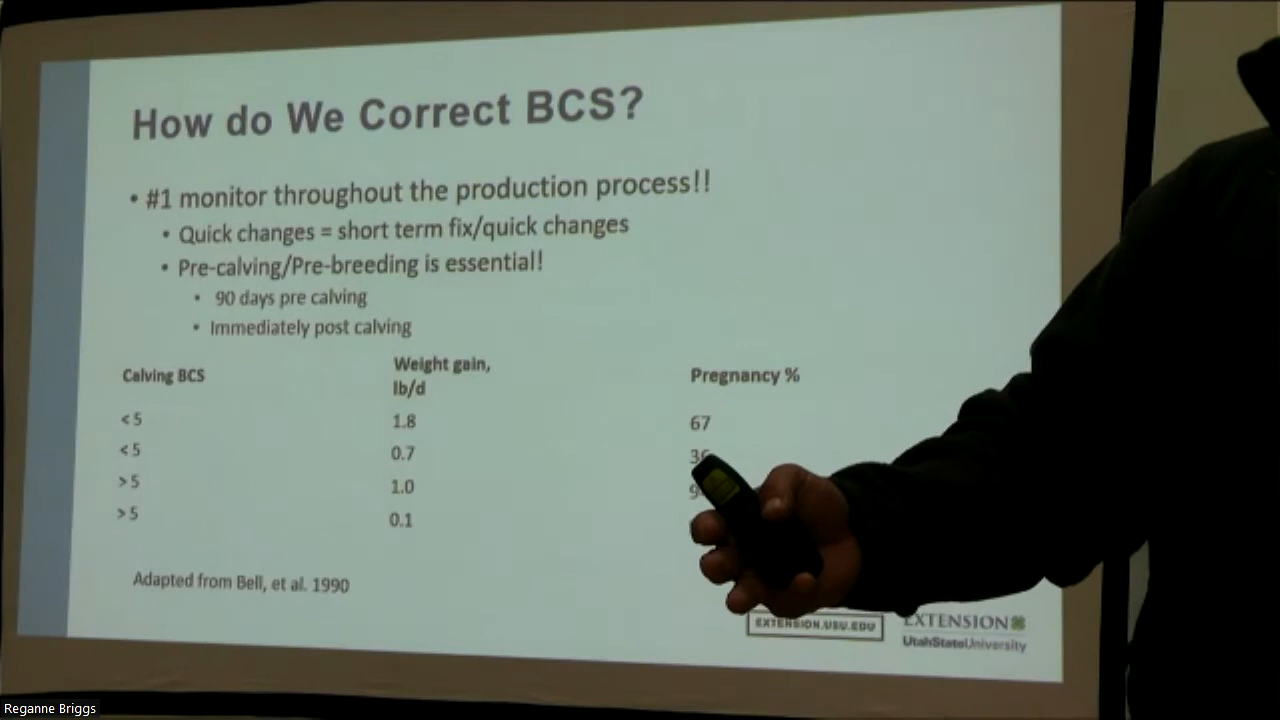 How do We Correct BCS?
• #1 monitor throughout the production process!!
• Quick changes = short term fix/quick changes
• Pre-calving/Pre-breeding is essential!
• 90 days pre calving
• Immediately post calving
Calving BCS Weight gain, lb/d Pregnancy %
<5 1.8 67
<5 0.7
>5 1.0
>5 0.1
Adapted from Bell, et al. 1990
EXTENSION.USU.EDU
EXTENSION
UtahStateUniversity
Reganne Briggs